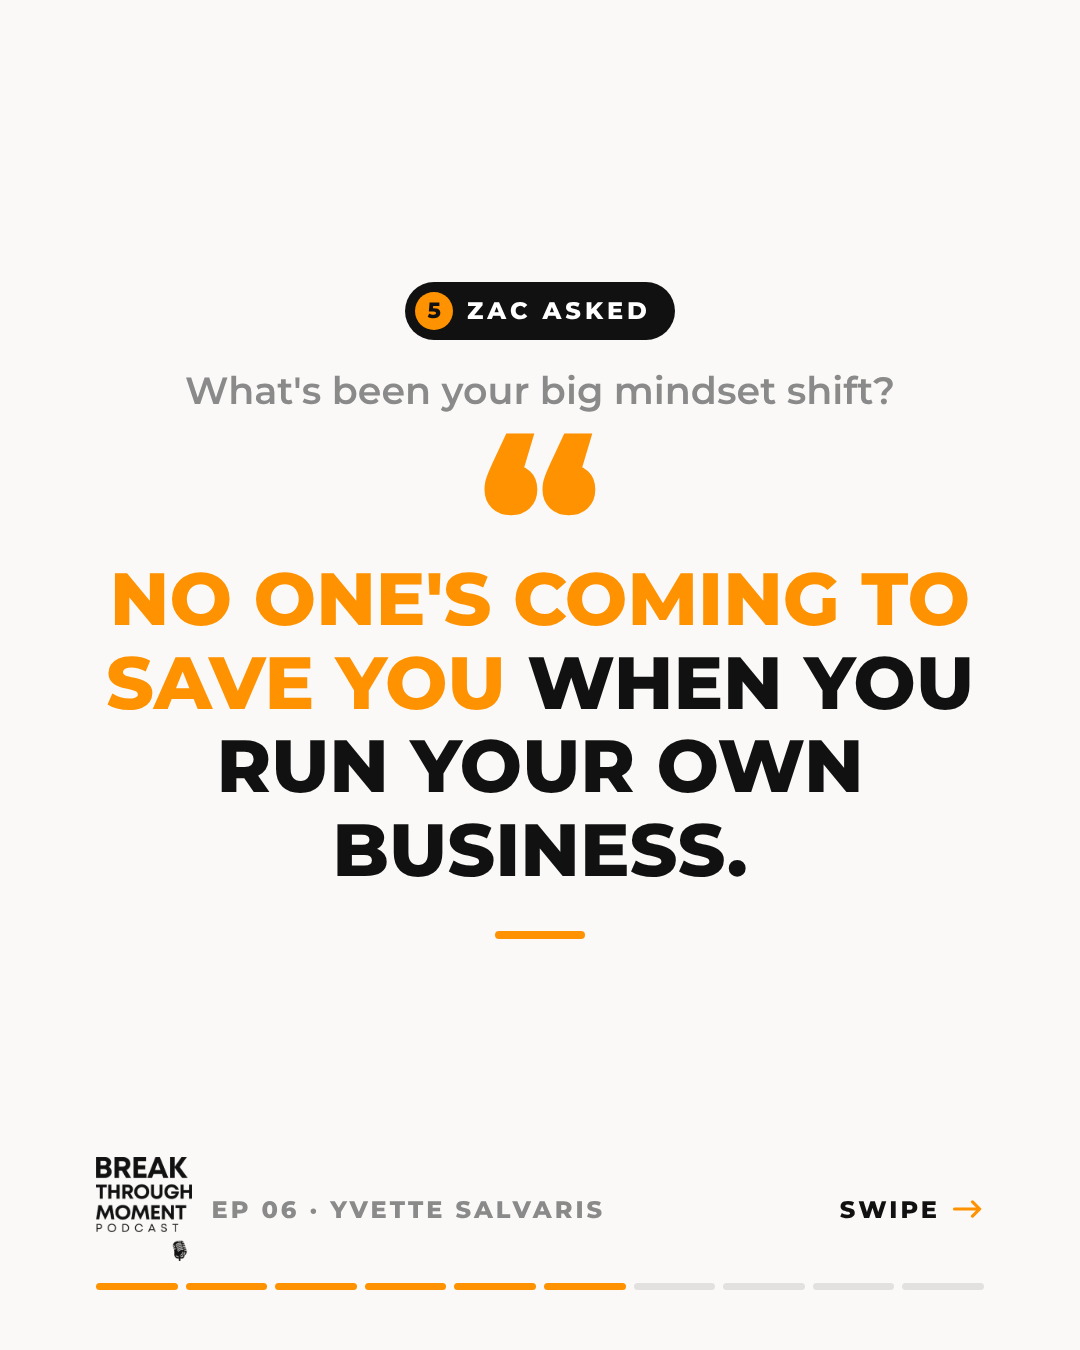 5 ZAC ASKED
What's been your big mindset shift?
“
NO ONE'S COMING TO
SAVE YOU WHEN YOU
RUN YOUR OWN
BUSINESS.
BREAK
THROUGH
MOMENT
PODCAST
EP 06 · YVETTE SALVARIS
SWIPE →